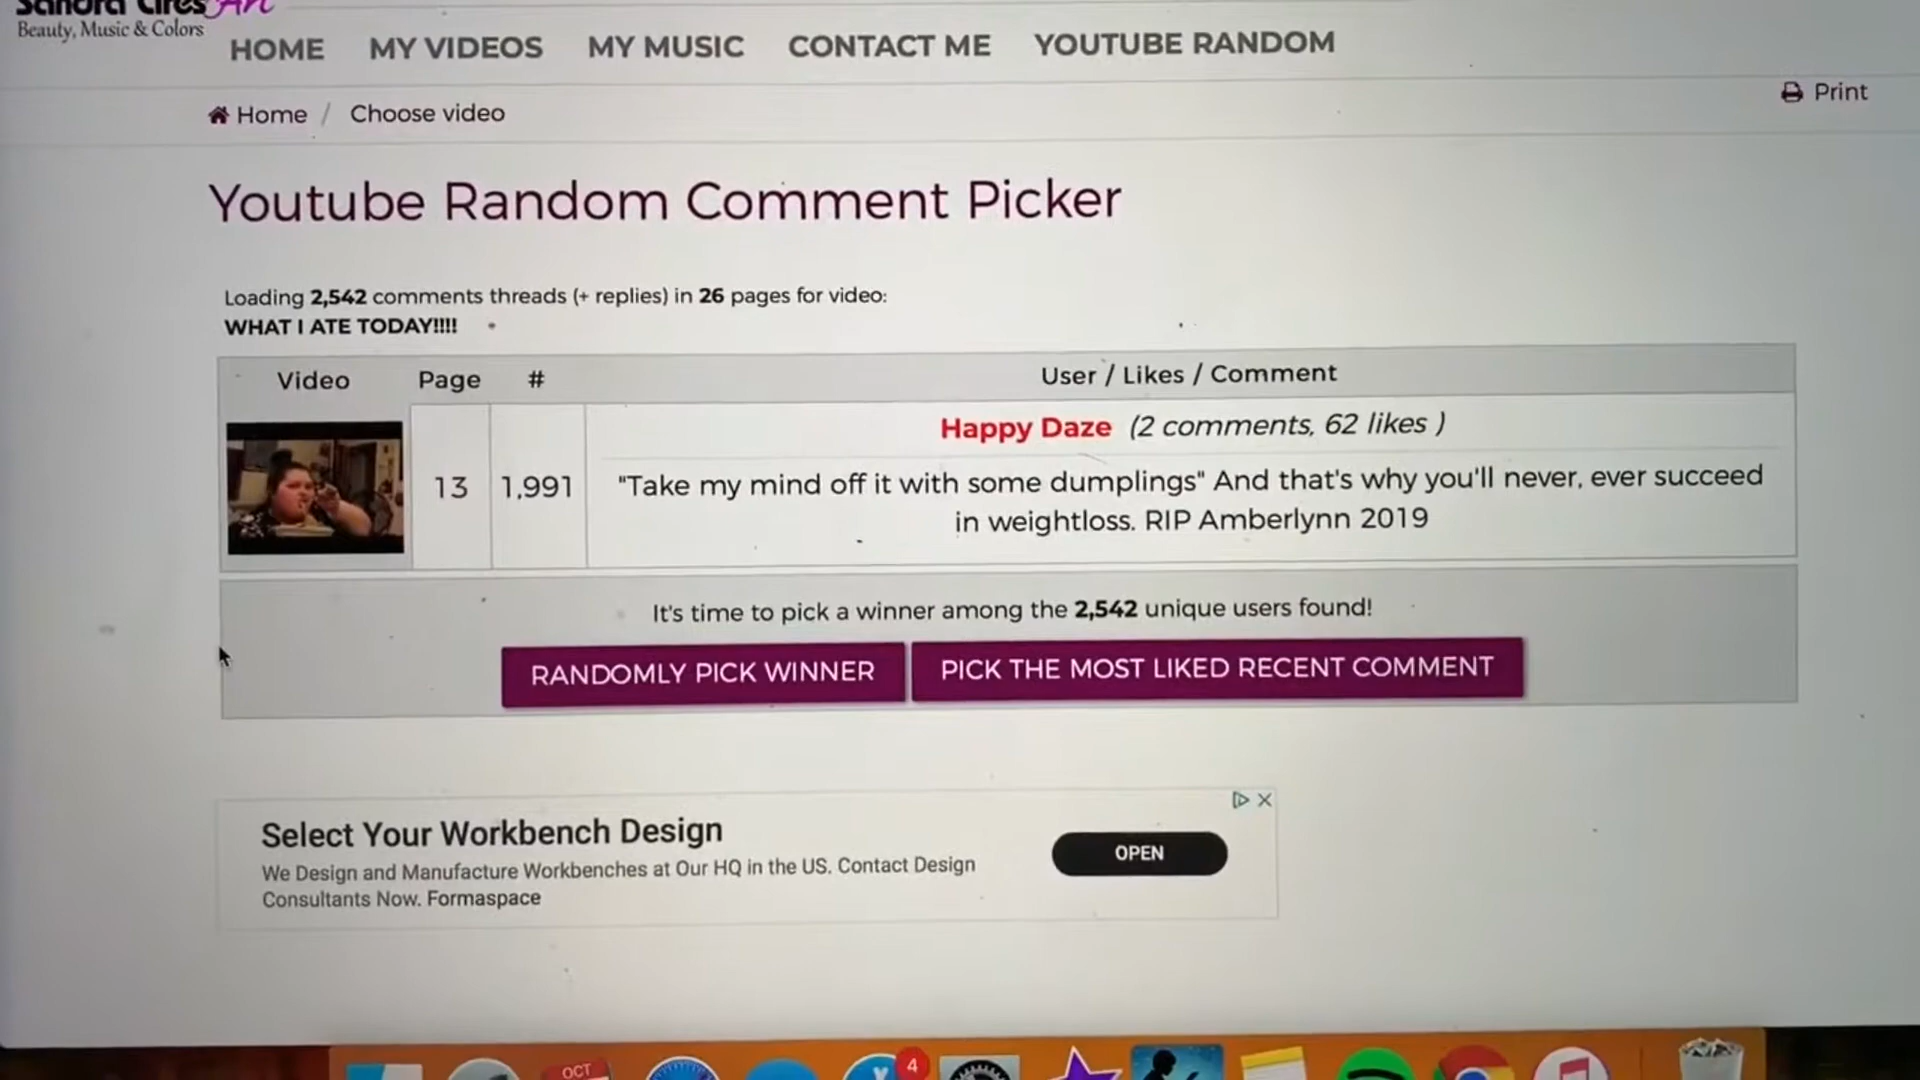 Sandra Cires Art
Beauty, Music & Colors
HOME MY VIDEOS MY MUSIC CONTACT ME YOUTUBE RANDOM
Print
Home / Choose video
Youtube Random Comment Picker
Loading 2,542 comments threads (+ replies) in 26 pages for video:
WHAT I ATE TODAY!!!!
Video Page # User / Likes / Comment
Happy Daze (2 comments, 62 likes )
13 1,991 "Take my mind off it with some dumplings" And that's why you'll never, ever succeed
in weightloss. RIP Amberlynn 2019
It's time to pick a winner among the 2,542 unique users found!
RANDOMLY PICK WINNER PICK THE MOST LIKED RECENT COMMENT
Select Your Workbench Design
We Design and Manufacture Workbenches at Our HQ in the US. Contact Design
Consultants Now. Formaspace
OPEN
OCT
4